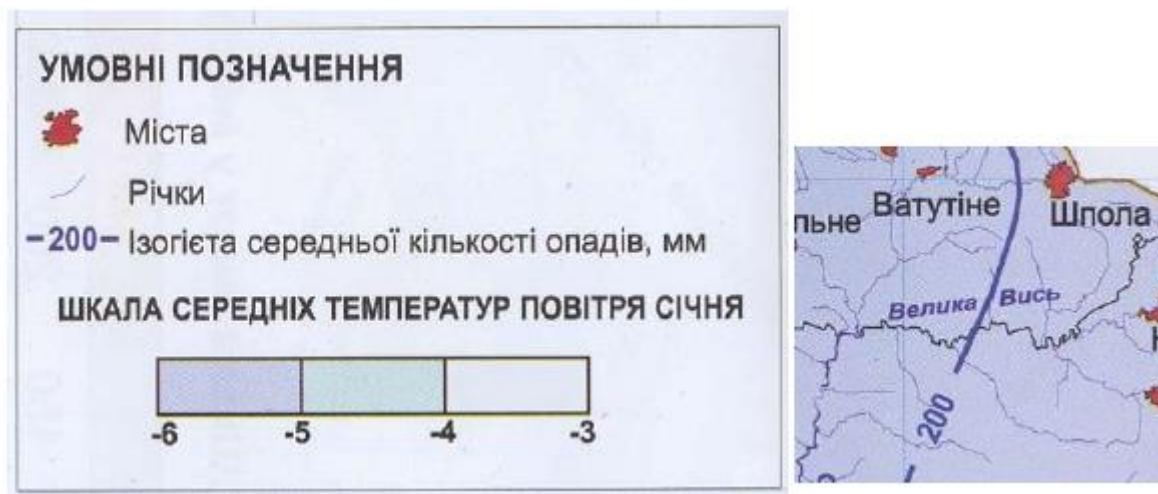 УМОВНІ ПОЗНАЧЕННЯ
Міста
Річки
-200- Ізогієта середньої кількості опадів, мм
ШКАЛА СЕРЕДНІХ ТЕМПЕРАТУР ПОВІТРЯ СІЧНЯ
-6 -5 -4 -3
льне Ватутіне Шпола
Велика Вись
200